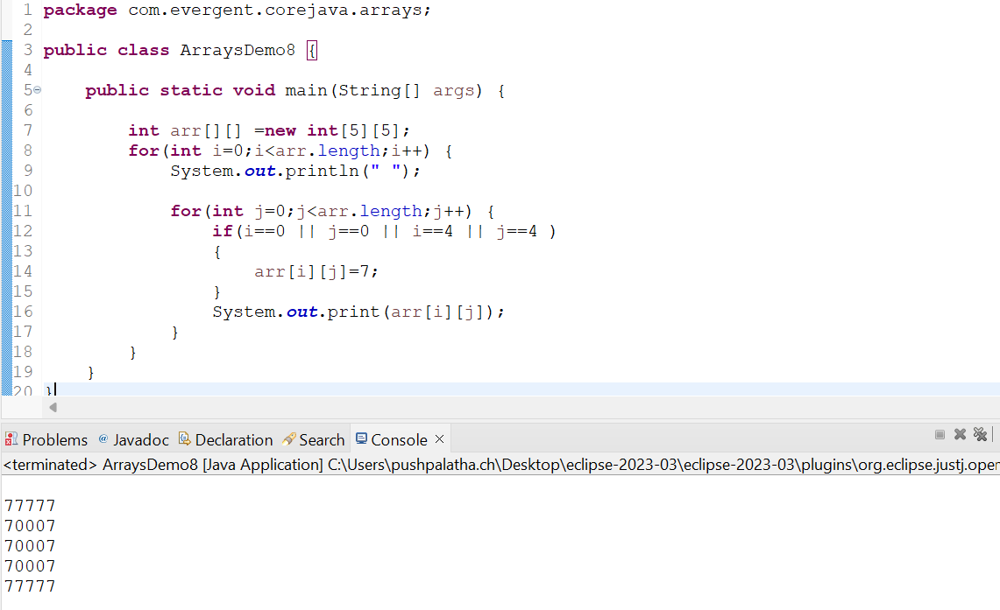 1 package com.evergent.corejava.arrays;
2
3 public class ArraysDemo8 {
4
5 public static void main(String[] args) {
6
7 int arr[][] =new int[5][5];
8 for(int i=0;i<arr.length;i++) {
9 System.out.println(" ");
10
11 for(int j=0;j<arr.length;j++) {
12 if(i==0 || j==0 || i==4 || j==4 )
13 {
14 arr[i][j]=7;
15 }
16 System.out.print(arr[i][j]);
17 }
18 }
19 }
20 }
Problems @ Javadoc Declaration Search Console
<terminated> ArraysDemo8 [Java Application] C:\Users\pushpalatha.ch\Desktop\eclipse-2023-03\eclipse-2023-03\plugins\org.eclipse.justj.oper
77777
70007
70007
70007
77777